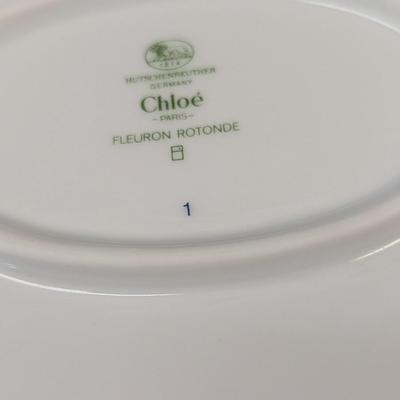 1814
HUTSCHENREUTHER
GERMANY
Chloé
-PARIS-
FLEURON ROTONDE
1